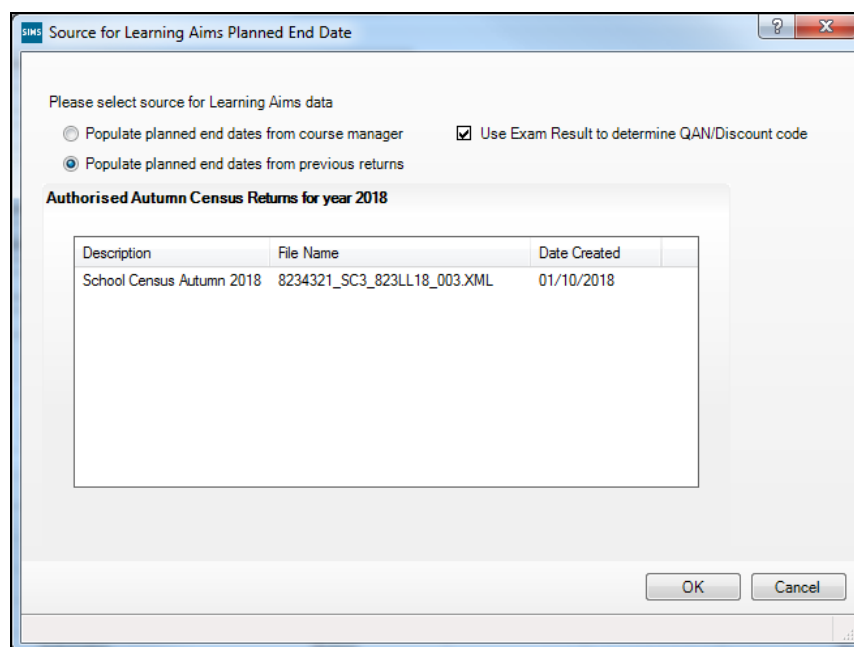 SIMS Source for Learning Aims Planned End Date ? X
Please select source for Learning Aims data
Populate planned end dates from course manager Use Exam Result to determine QAN/Discount code
Populate planned end dates from previous returns
Authorised Autumn Census Returns for year 2018
Description File Name Date Created
School Census Autumn 2018 8234321_SC3_823LL18_003.XML 01/10/2018
OK Cancel